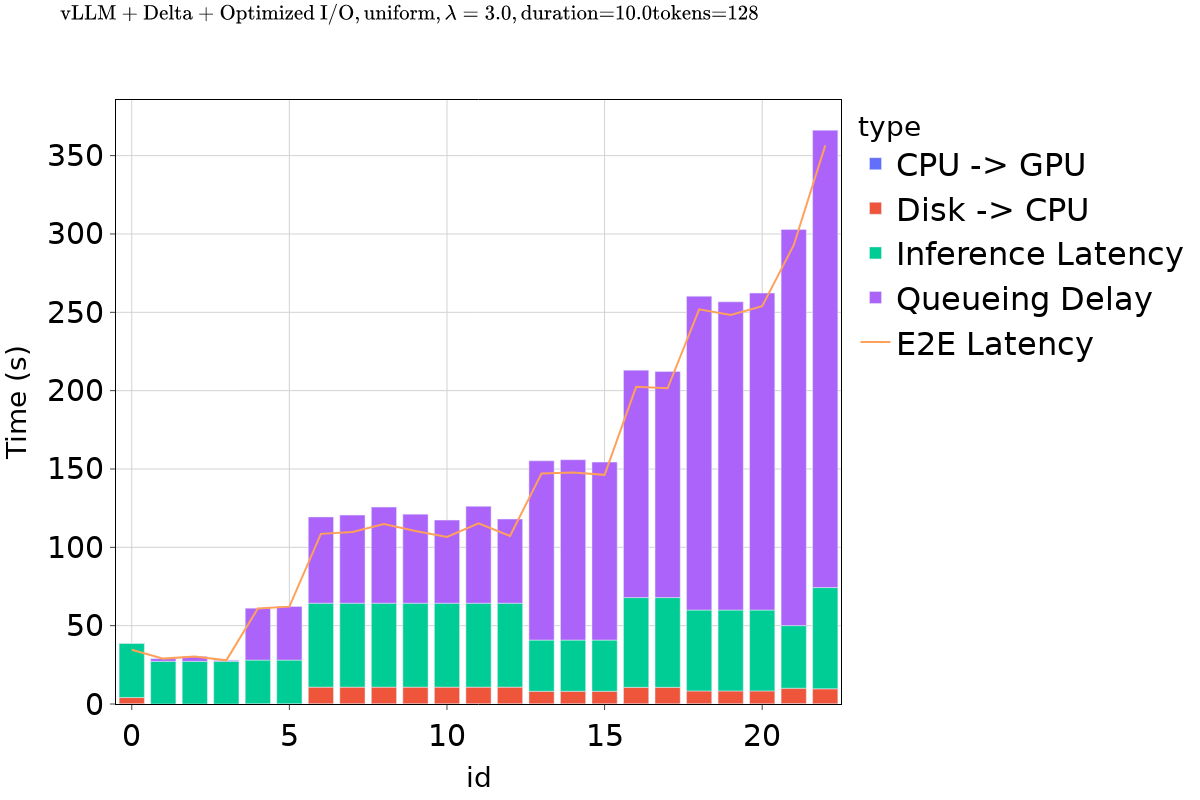 vLLM + Delta + Optimized I/O, uniform, λ = 3.0, duration=10.0tokens=128
type
CPU -> GPU
Disk -> CPU
Inference Latency
Queueing Delay
E2E Latency
Time (s)
350
300
250
200
150
100
50
0
0 5 10 15 20
id